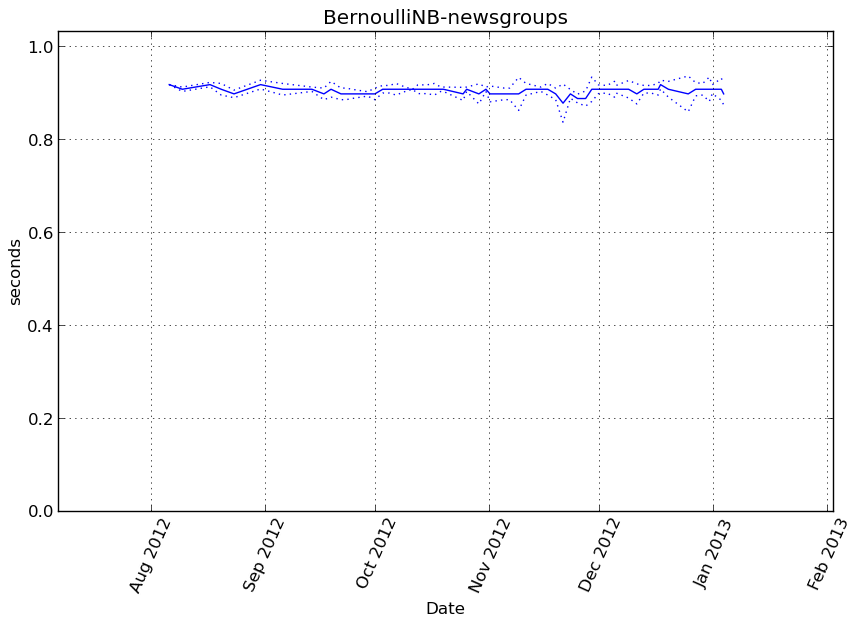 BernoulliNB-newsgroups
1.0
0.8
0.6
0.4
0.2
0.0
seconds
Aug 2012
Sep 2012
Oct 2012
Nov 2012
Dec 2012
Jan 2013
Feb 2013
Date